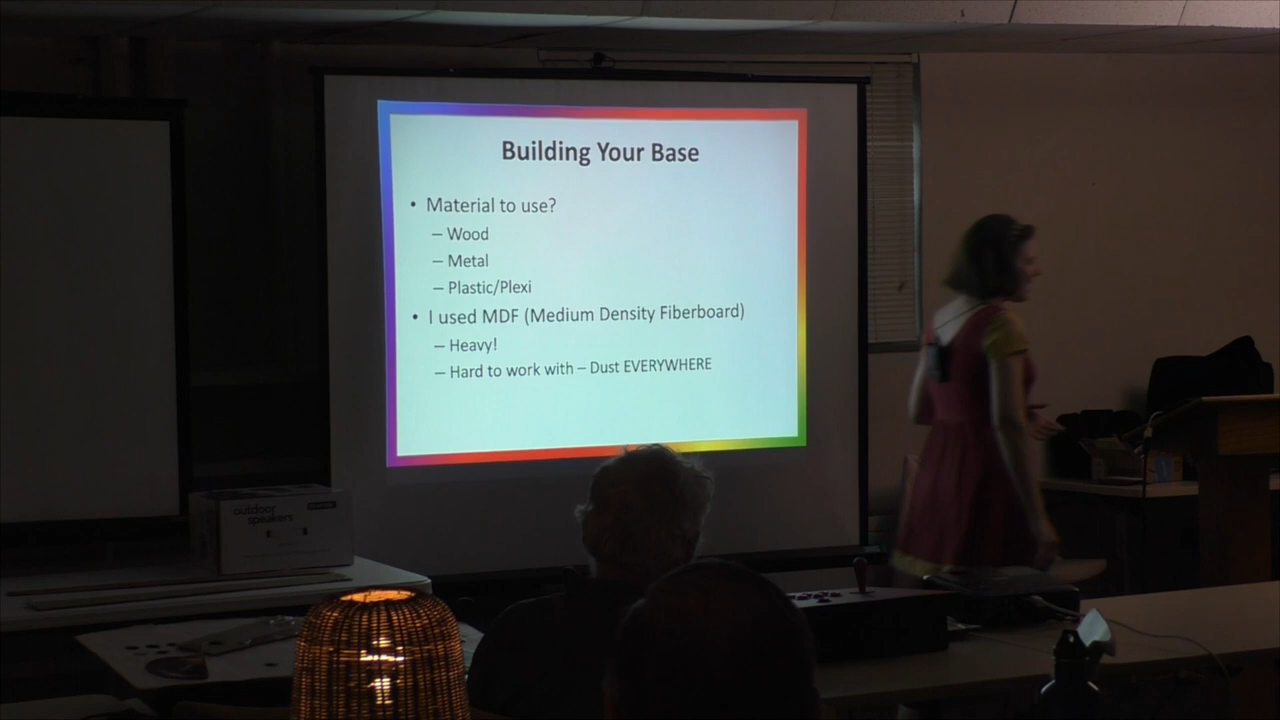 Building Your Base
• Material to use?
– Wood
– Metal
– Plastic/Plexi
• I used MDF (Medium Density Fiberboard)
– Heavy!
– Hard to work with – Dust EVERYWHERE
outdoor
speakers